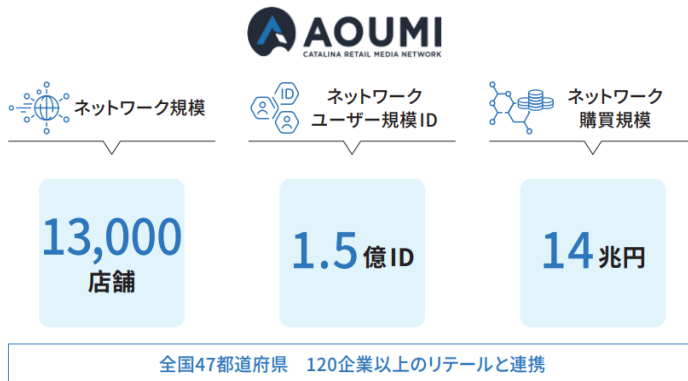 AOUMI
CATALINA RETAIL MEDIA NETWORK
ネットワーク規模
13,000
店舗
ID
ネットワーク
ユーザー規模ID
1.5億ID
ネットワーク
購買規模
14兆円
全国47都道府県　120企業以上のリテールと連携